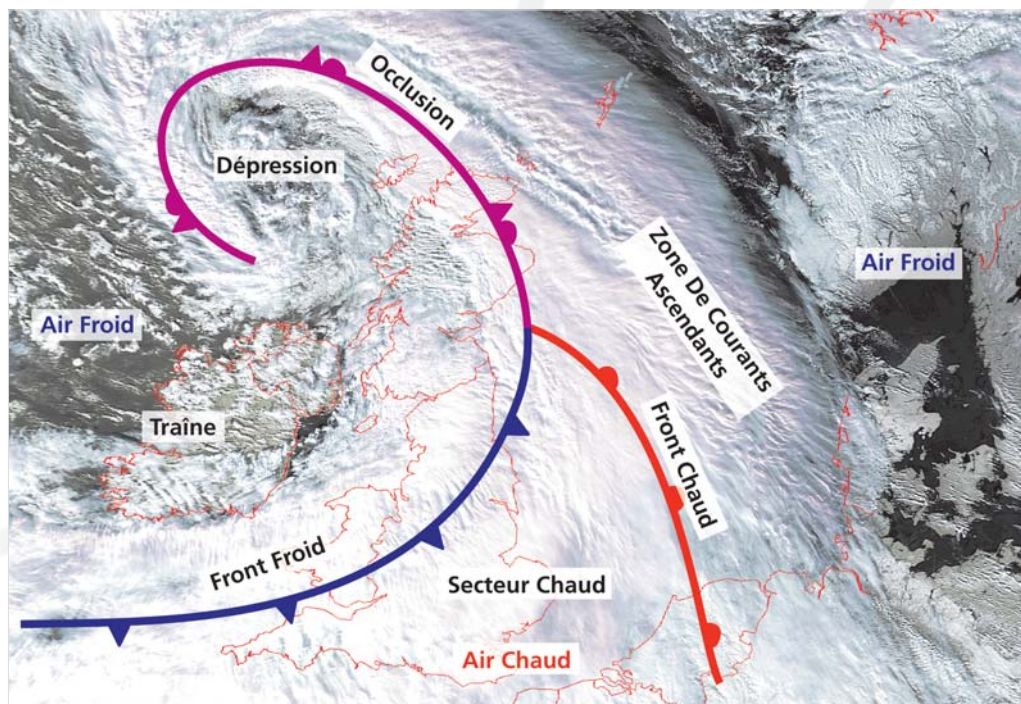 Occlusion
Dépression
Zone De Courants
Ascendants
Air Froid
Air Froid
Traîne
Front Chaud
Front Froid
Secteur Chaud
Air Chaud